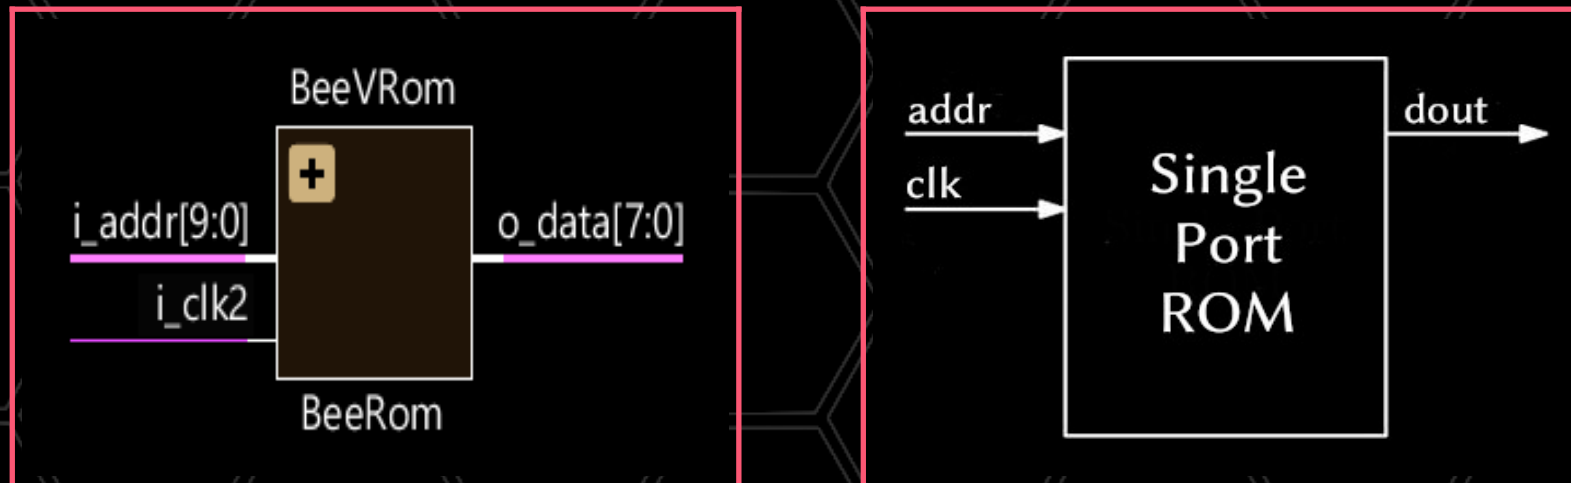 BeeVRom
+
i_addr[9:0]
o_data[7:0]
i_clk2
BeeRom
addr
dout
clk
Single
Port
ROM